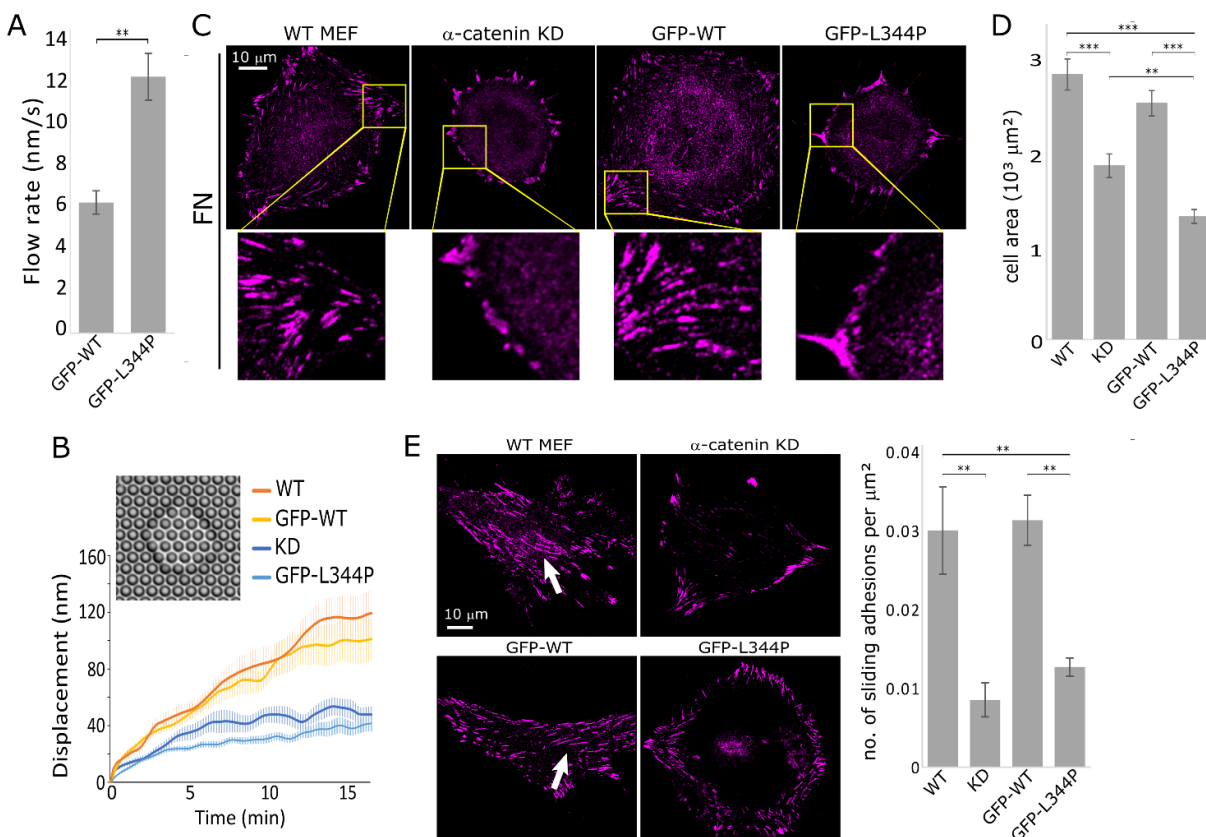 A
**
14
12
10
8
6
4
2
0
Flow rate (nm/s)
GFP-WT
GFP-L344P
C
WT MEF
α-catenin KD
GFP-WT
GFP-L344P
10 μm
FN
D
***
*** ***
**
3
2
1
0
cell area (10³ μm²)
WT
KD
GFP-WT
GFP-L344P
B
WT
GFP-WT
KD
GFP-L344P
160
120
80
40
0
Displacement (nm)
0 5 10 15
Time (min)
E
WT MEF
α-catenin KD
10 μm
GFP-WT
GFP-L344P
**
** **
0.04
0.03
0.02
0.01
0
no. of sliding adhesions per μm²
WT
KD
GFP-WT
GFP-L344P